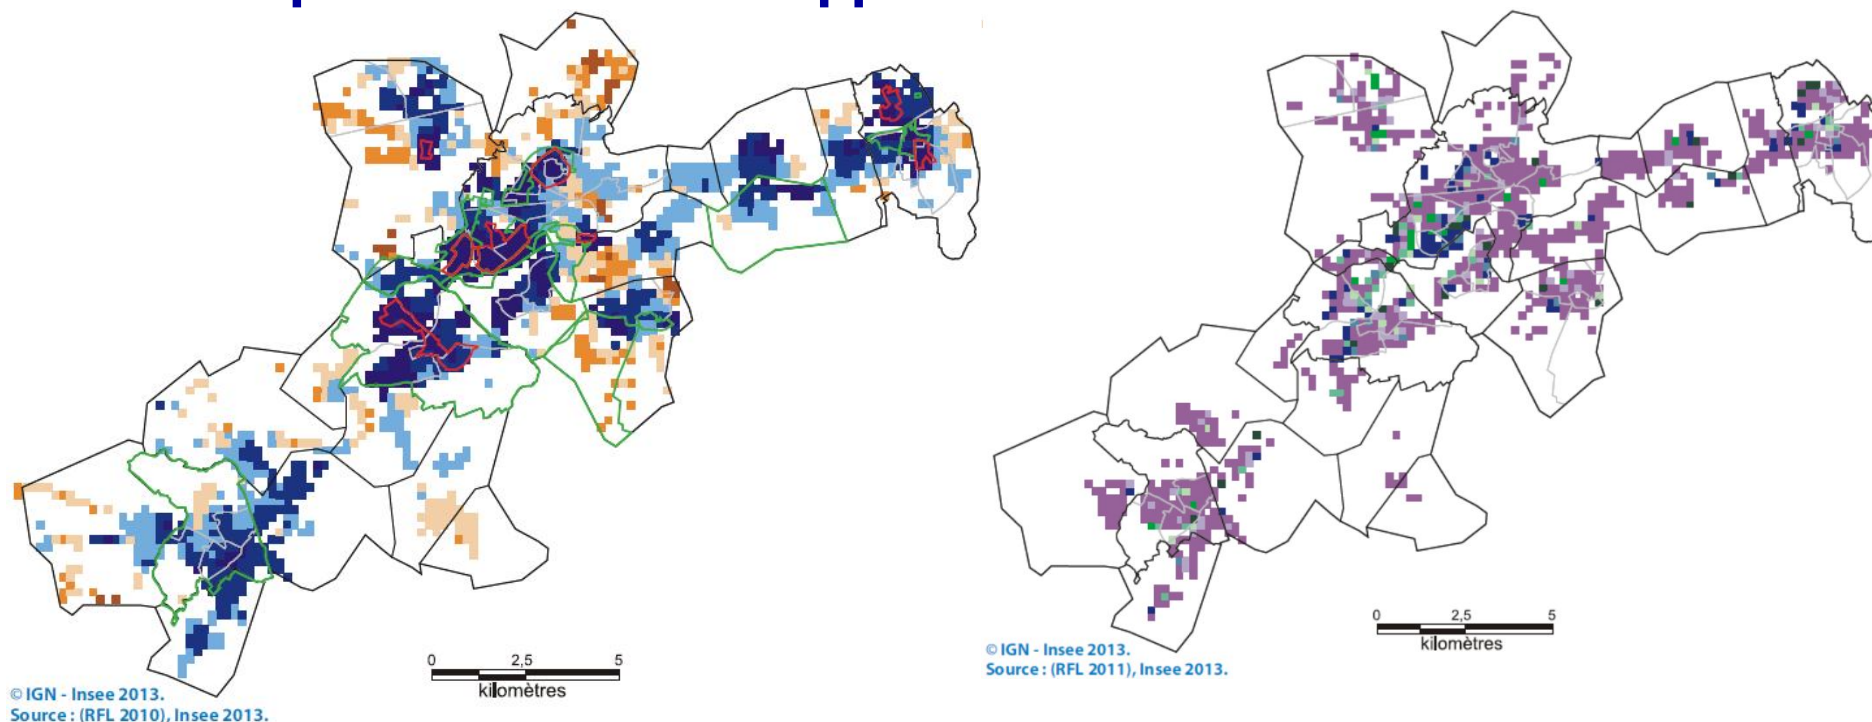 0 2,5 5
kilomètres
© IGN - Insee 2013.
Source : (RFL 2010), Insee 2013.
0 2,5 5
kilomètres
© IGN - Insee 2013.
Source : (RFL 2011), Insee 2013.